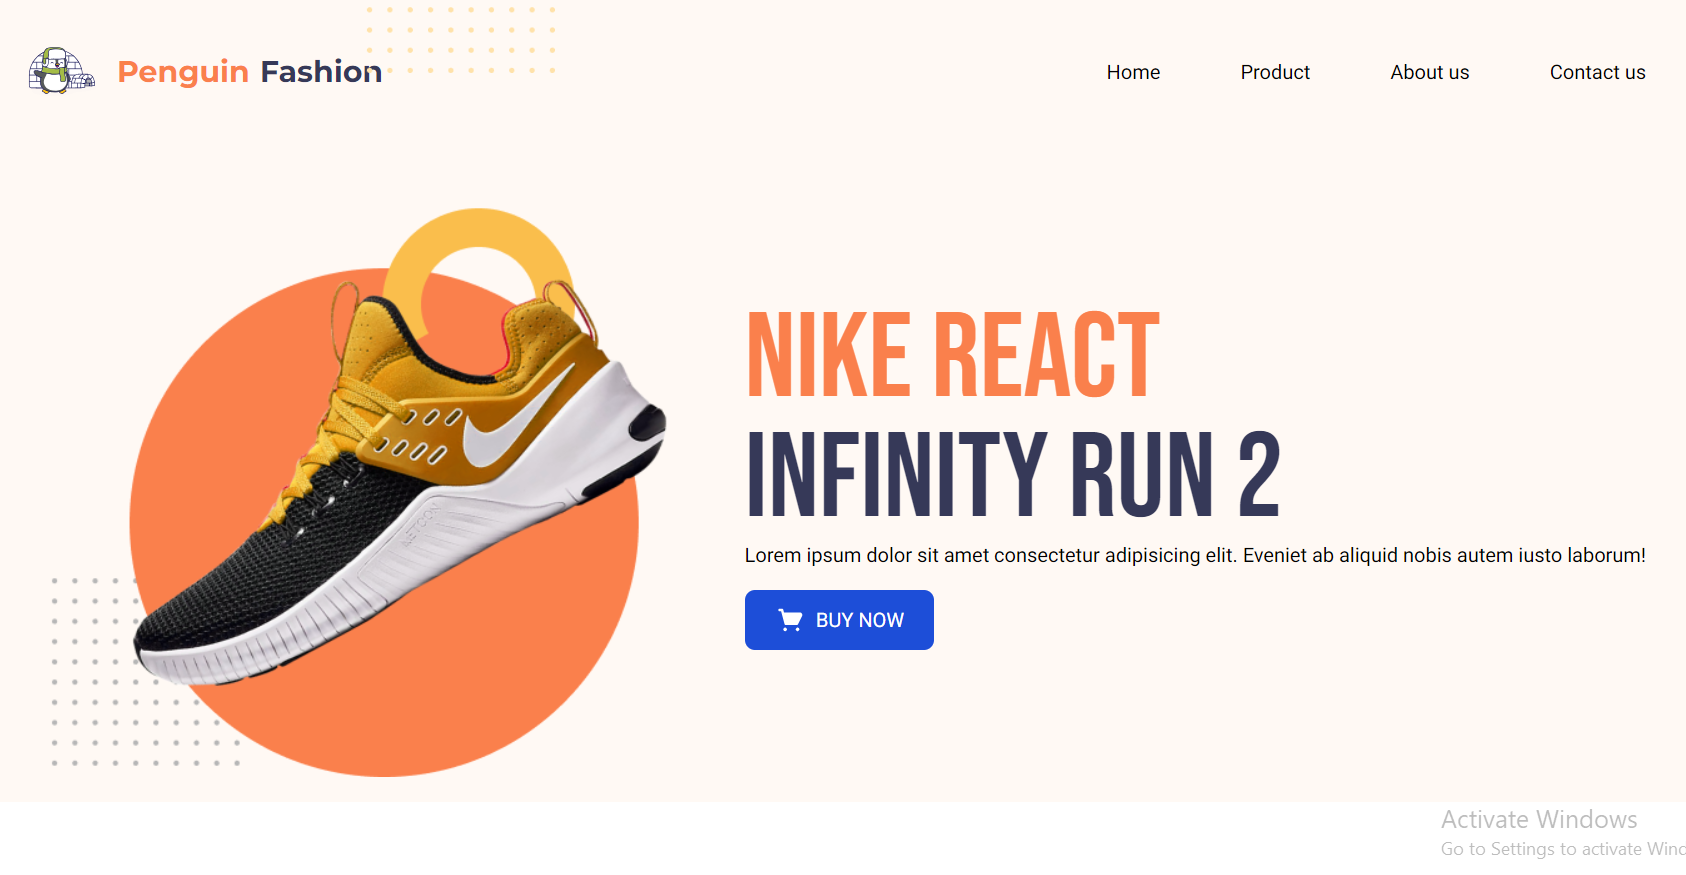 Penguin Fashion
Home
Product
About us
Contact us
NIKE REACT
INFINITY RUN 2
Lorem ipsum dolor sit amet consectetur adipisicing elit. Eveniet ab aliquid nobis autem iusto laborum!
BUY NOW
METCON
Activate Windows
Go to Settings to activate Winc